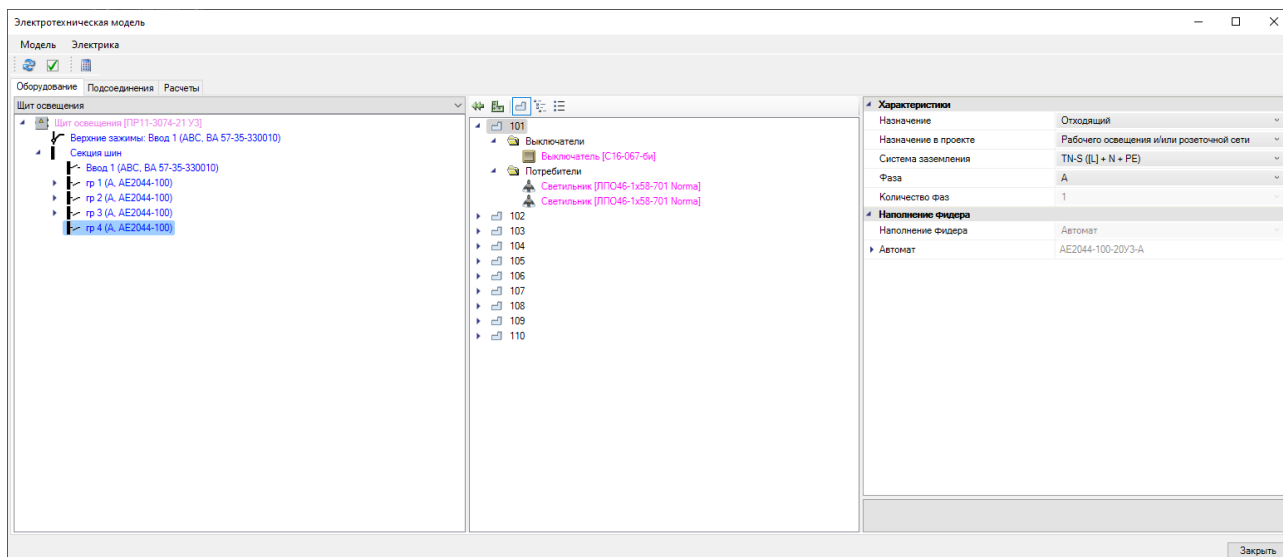 Электротехническая модель
Модель Электрика
Оборудование Подсоединения Расчеты
Щит освещения
Щит освещения [ПР11-3074-21 У3]
Верхние зажимы: Ввод 1 (ABC, ВА 57-35-330010)
Секция шин
Ввод 1 (ABC, ВА 57-35-330010)
гр 1 (A, AE2044-100)
гр 2 (A, AE2044-100)
гр 3 (A, AE2044-100)
гр 4 (A, AE2044-100)
101
Выключатели
Выключатель [С16-067-би]
Потребители
Светильник [ЛПО46-1х58-701 Norma]
Светильник [ЛПО46-1х58-701 Norma]
102
103
104
105
106
107
108
109
110
Характеристики
Назначение Отходящий
Назначение в проекте Рабочего освещения и/или розеточной сети
Система заземления TN-S ([L] + N + PE)
Фаза A
Количество фаз 1
Наполнение фидера
Наполнение фидера Автомат
Автомат AE2044-100-20У3-А
Закрыть